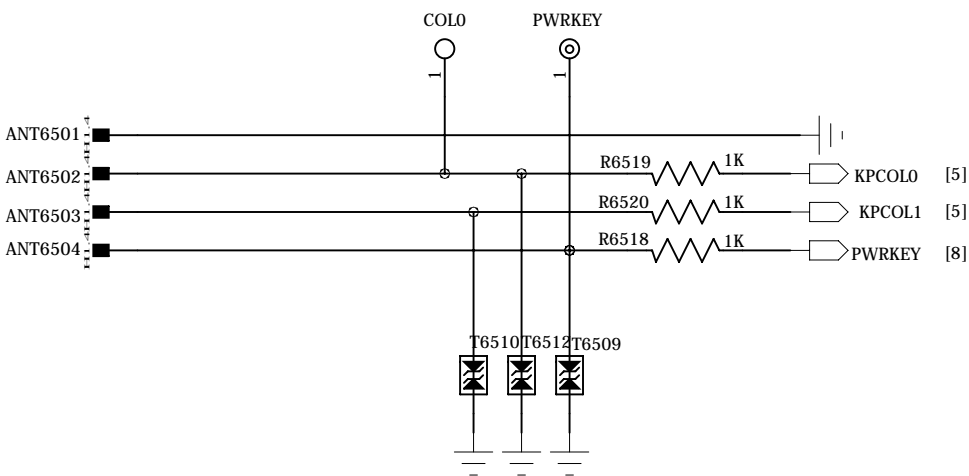 COL0 PWRKEY
1 1
ANT6501
ANT6502 R6519 1K KPCOL0 [5]
ANT6503 R6520 1K KPCOL1 [5]
ANT6504 R6518 1K PWRKEY [8]
T6510 T6512 T6509